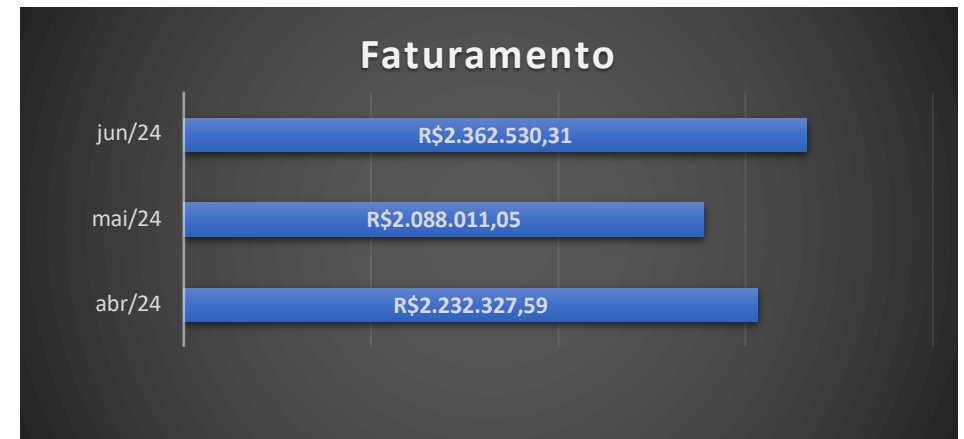 Faturamento
jun/24
R$2.362.530,31
mai/24
R$2.088.011,05
abr/24
R$2.232.327,59